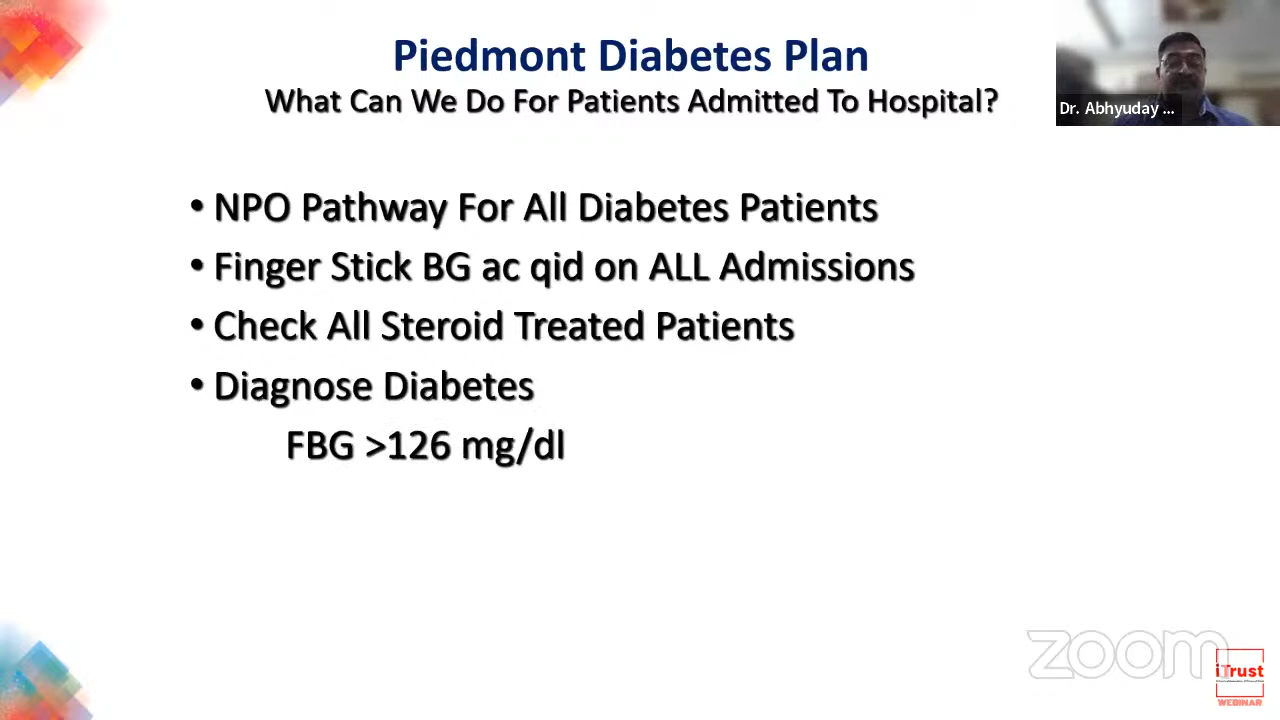 Piedmont Diabetes Plan
What Can We Do For Patients Admitted To Hospital?
Dr. Abhyuday ...
• NPO Pathway For All Diabetes Patients
• Finger Stick BG ac qid on ALL Admissions
• Check All Steroid Treated Patients
• Diagnose Diabetes
FBG >126 mg/dl
zoom
iTrust
WEBINAR